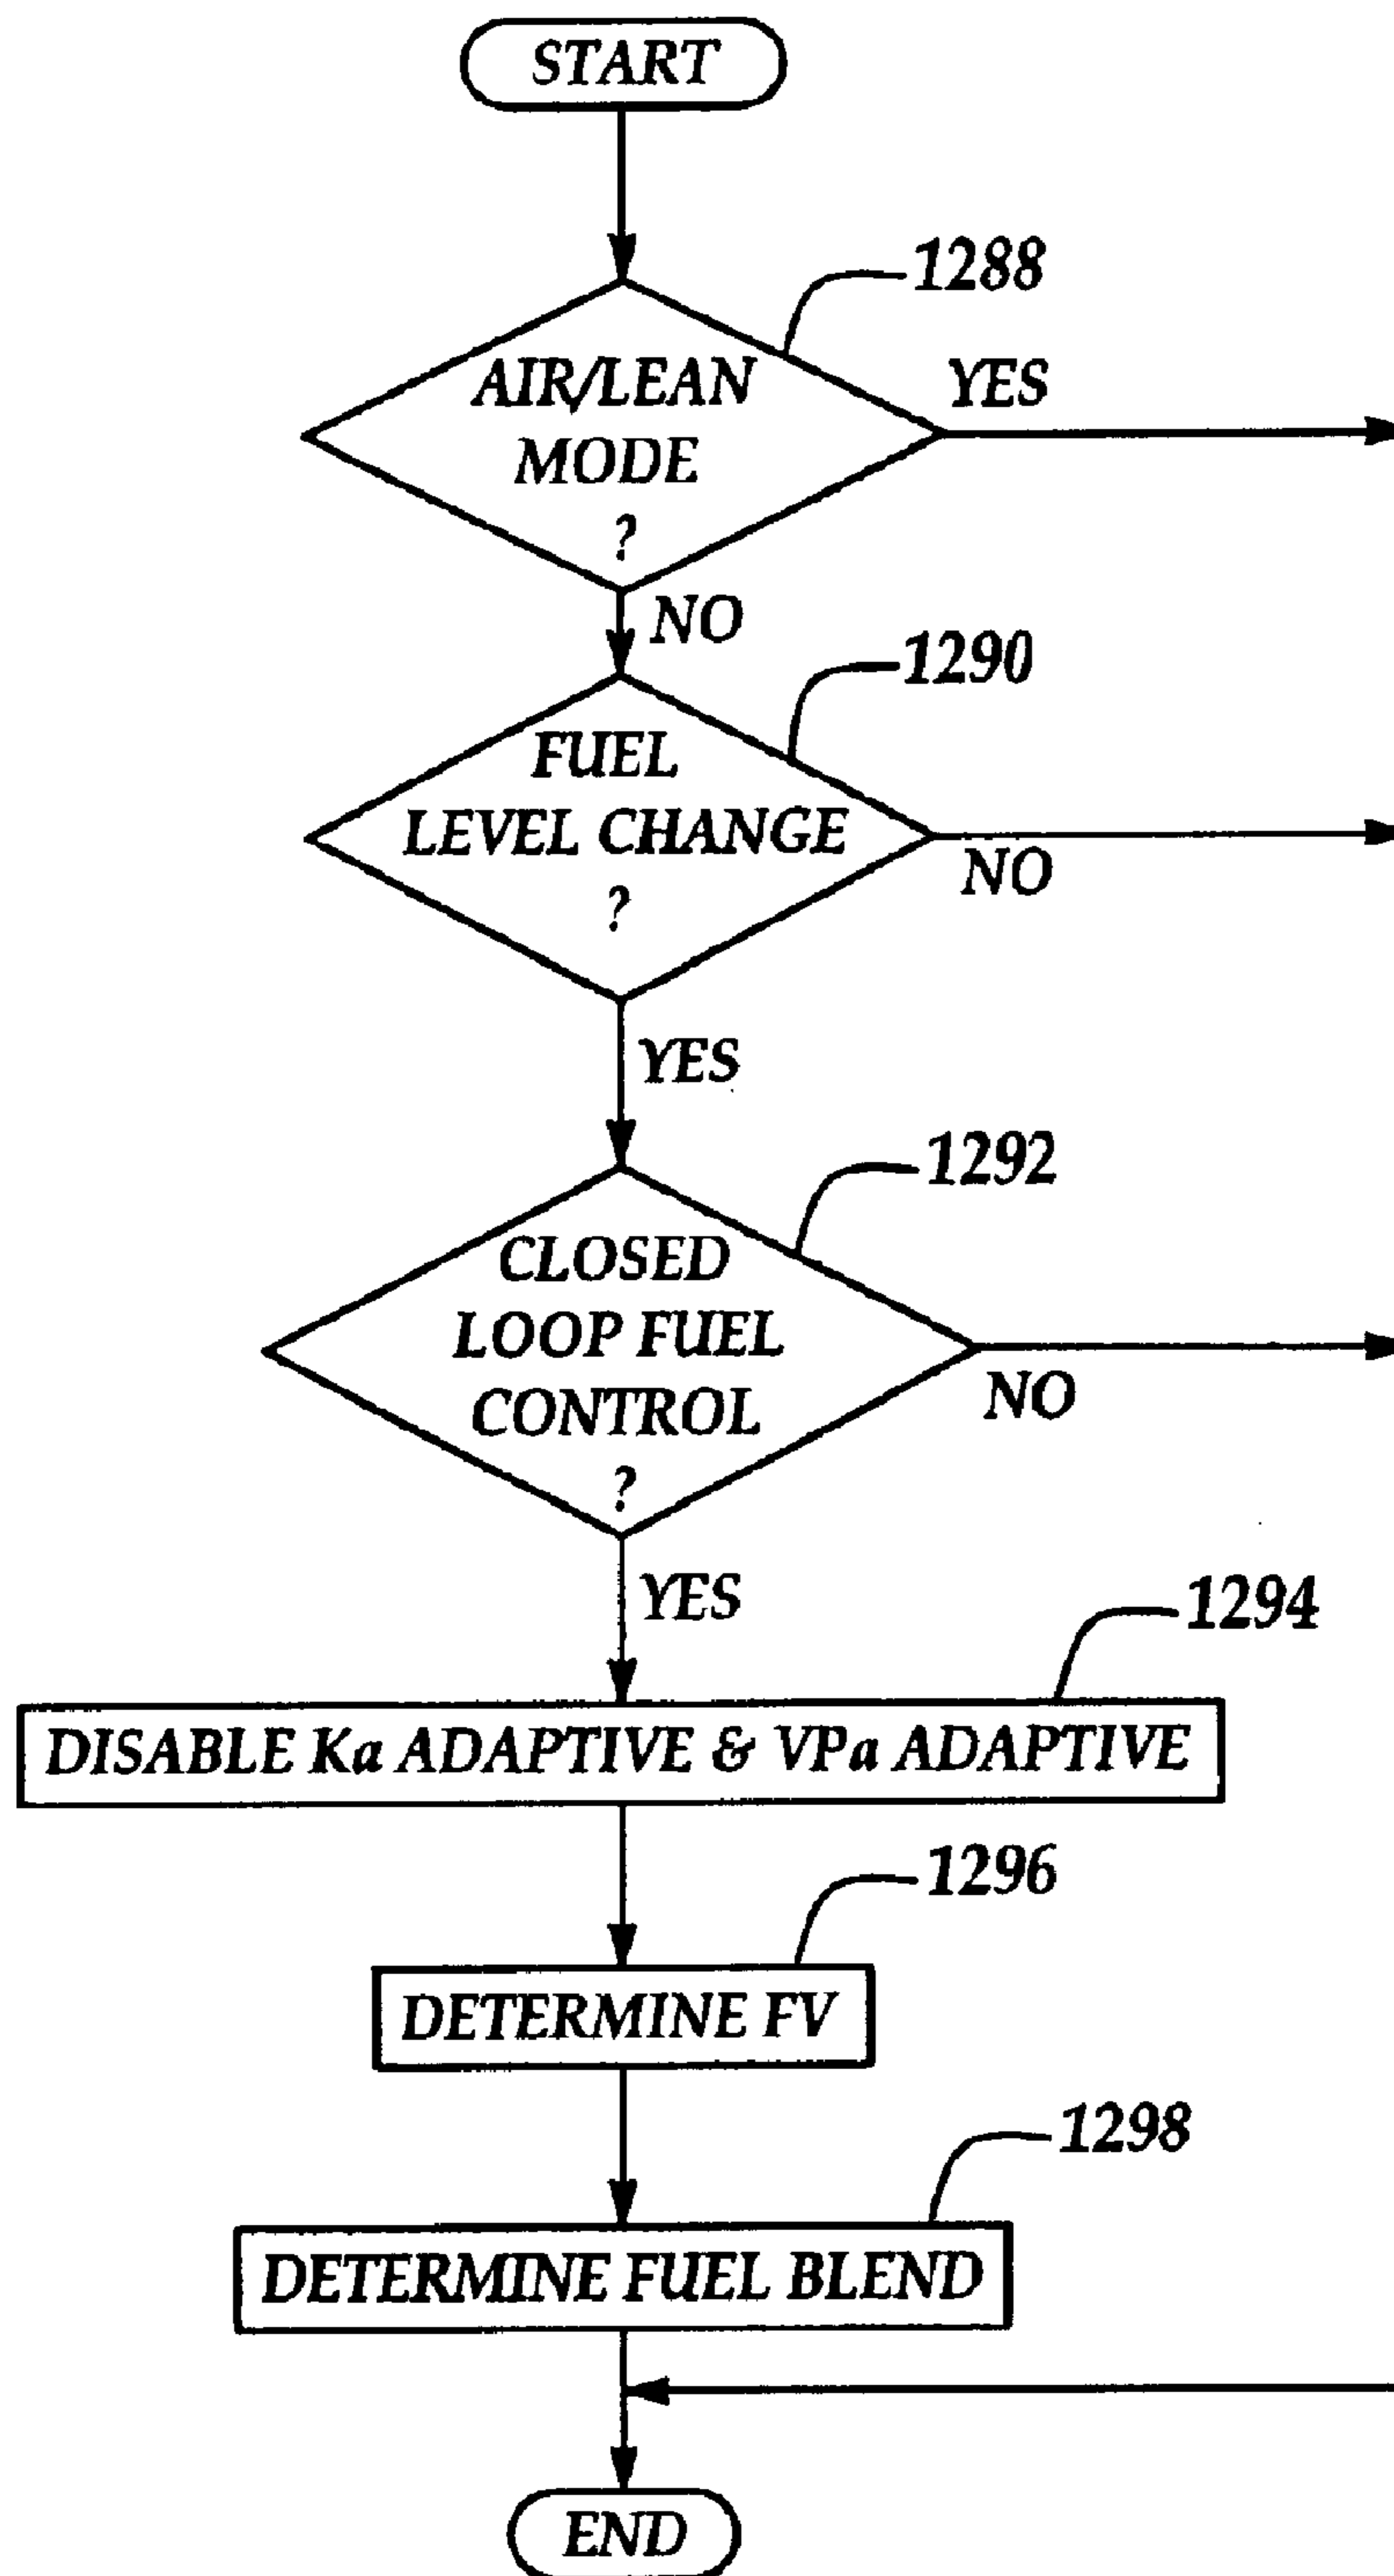 START
1288
AIR/LEAN
MODE
?
YES
NO
1290
FUEL
LEVEL CHANGE
?
NO
YES
1292
CLOSED
LOOP FUEL
CONTROL
?
NO
YES
1294
DISABLE Ka ADAPTIVE & VPa ADAPTIVE
1296
DETERMINE FV
1298
DETERMINE FUEL BLEND
END